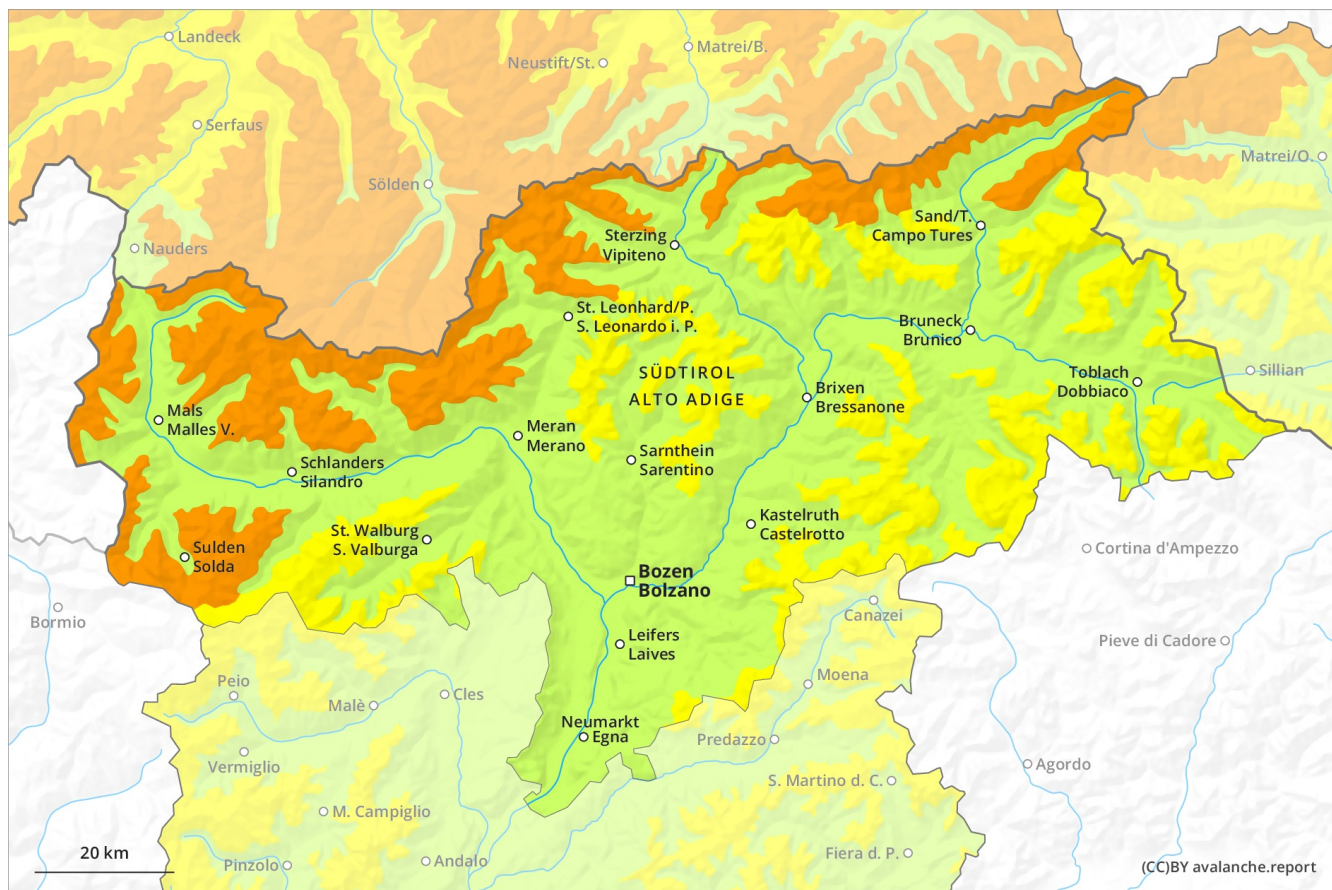 Landeck
Matrei/B.
Neustift/St.
Serfaus
Matrei/O.
Sölden
Nauders
Sand/T.
Campo Tures
Sterzing
Vipiteno
St. Leonhard/P.
S. Leonardo i. P.
Bruneck
Brunico
SÜDTIROL
ALTO ADIGE
Toblach
Dobbiaco
Sillian
Brixen
Bressanone
Mals
Malles V.
Meran
Merano
Schlanders
Silandro
Sarnthein
Sarentino
St. Walburg
S. Valburga
Kastelruth
Castelrotto
Sulden
Solda
Cortina d'Ampezzo
Bozen
Bolzano
Bormio
Canazei
Leifers
Laives
Pieve di Cadore
Peio
Malè
Cles
Moena
Neumarkt
Egna
Predazzo
Vermiglio
Agordo
S. Martino d. C.
M. Campiglio
20 km
Pinzolo
Andalo
Fiera d. P.
(CC)BY avalanche.report